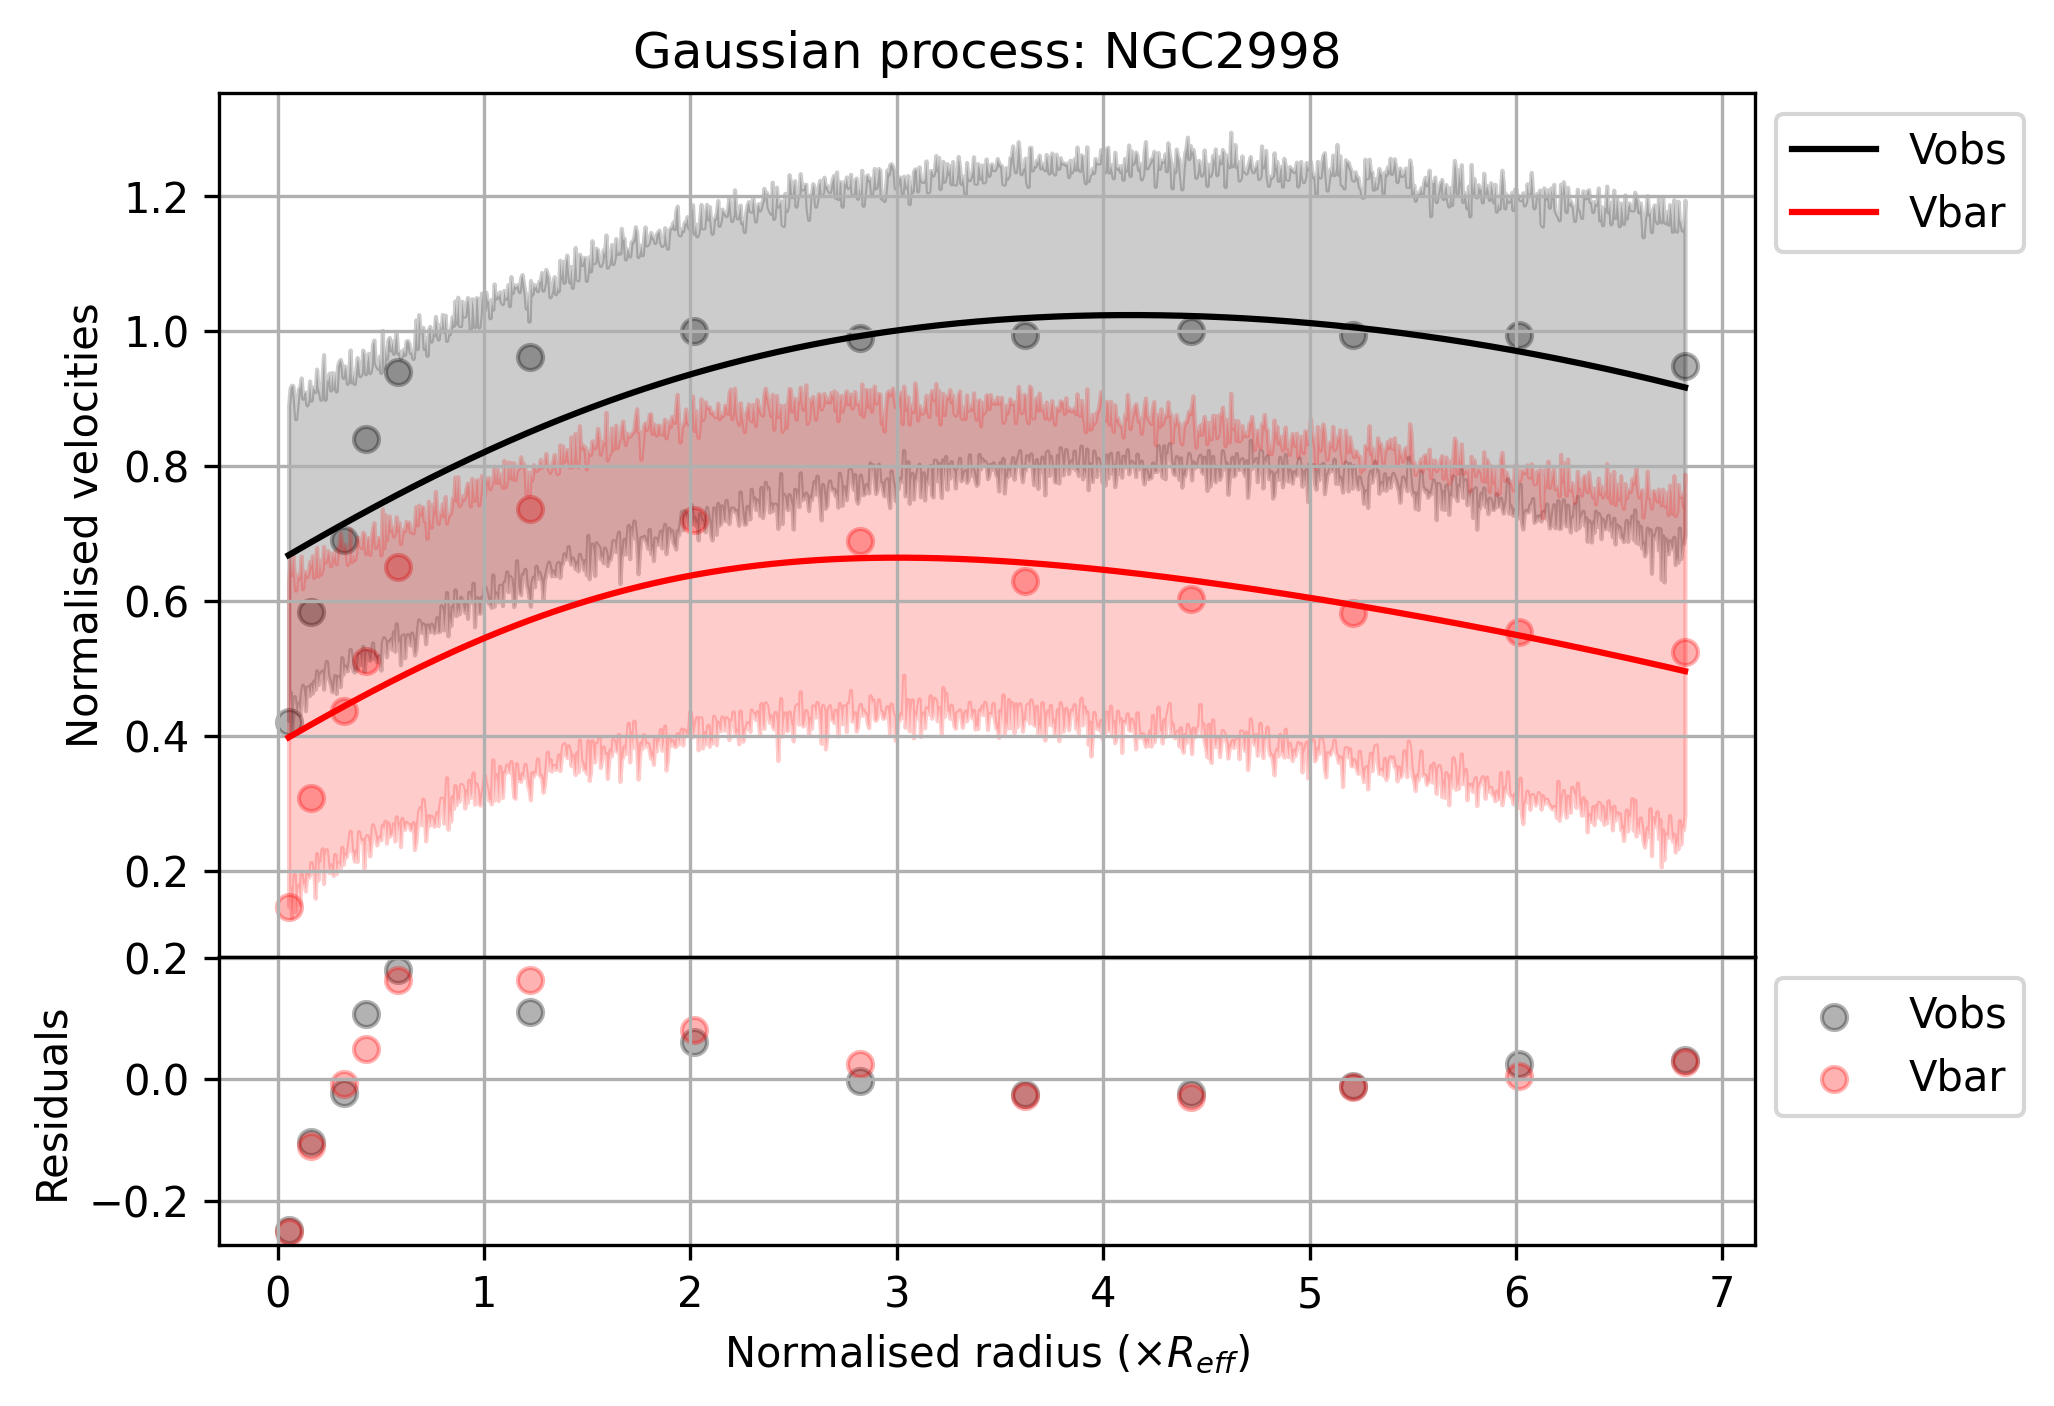 Gaussian process: NGC2998
Normalised velocities
1.2
1.0
0.8
0.6
0.4
0.2
Vobs
Vbar
Residuals
0.2
0.0
−0.2
Vobs
Vbar
0 1 2 3 4 5 6 7
Normalised radius (×R_eff)